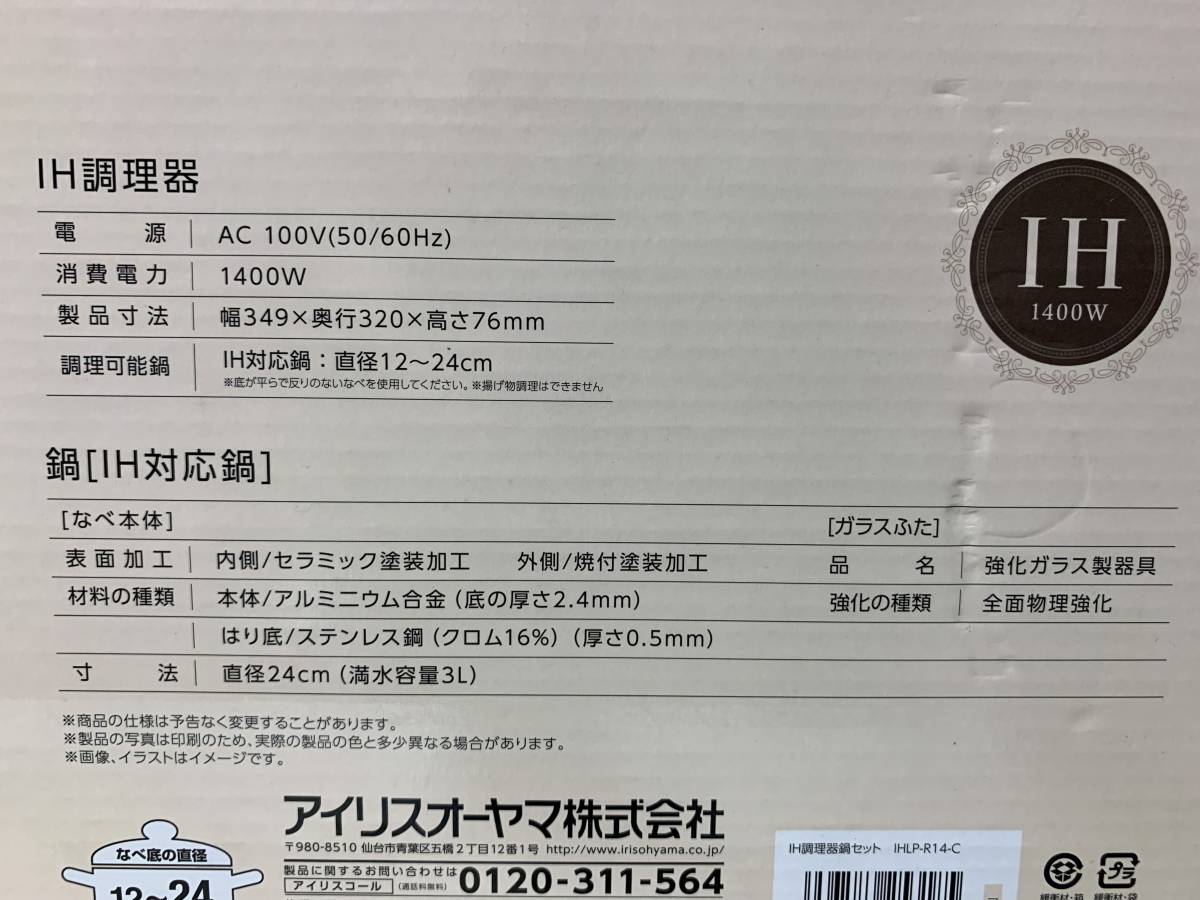 IH調理器
電源 AC 100V(50/60Hz)
消費電力 1400W
製品寸法 幅349×奥行320×高さ76mm
調理可能鍋 IH対応鍋：直径12～24cm
※底が平らで反りのないなべを使用してください。※揚げ物調理はできません
IH
1400W
鍋[IH対応鍋]
[なべ本体] [ガラスふた]
表面加工 内側/セラミック塗装加工 外側/焼付塗装加工 品名 強化ガラス製器具
材料の種類 本体/アルミニウム合金（底の厚さ2.4mm） 強化の種類 全面物理強化
はり底/ステンレス鋼（クロム16%）（厚さ0.5mm）
寸法 直径24cm（満水容量3L）
※商品の仕様は予告なく変更することがあります。
※製品の写真は印刷のため、実際の製品の色と多少異なる場合があります。
※画像、イラストはイメージです。
アイリスオーヤマ株式会社
〒980-8510 仙台市青葉区五橋2丁目12番1号 http://www.irisohyama.co.jp/
製品に関するお問い合わせは
アイリスコール （通話料無料） 0120-311-564
なべ底の直径
12～24
IH調理器鍋セット IHLP-R14-C
プラ
緩衝材・箱 緩衝材・袋